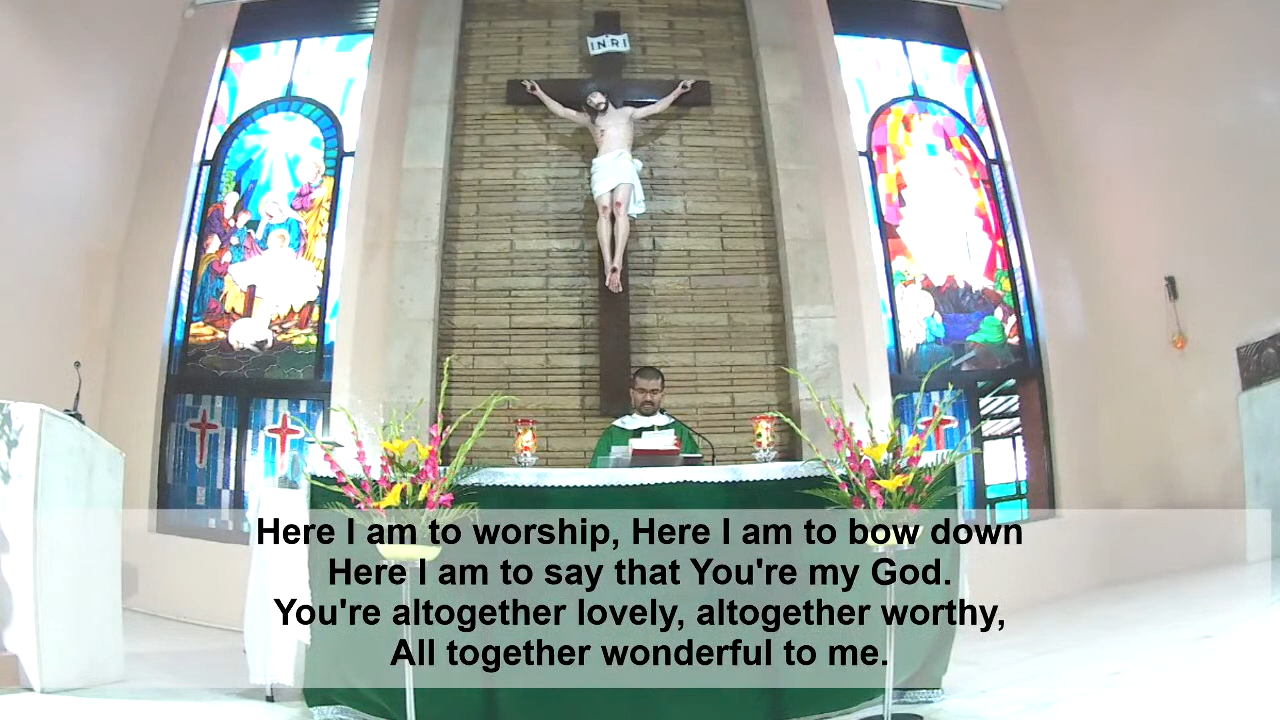 INRI
Here I am to worship, Here I am to bow down
Here I am to say that You're my God.
You're altogether lovely, altogether worthy,
All together wonderful to me.